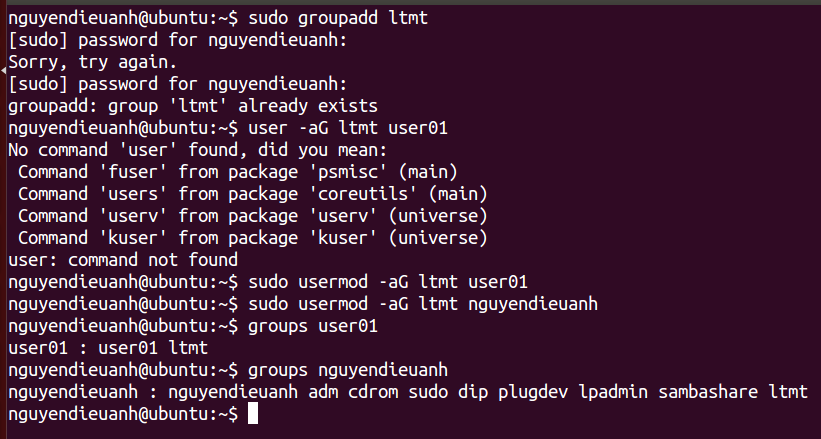 nguyendieuanh@ubuntu:~$ sudo groupadd ltmt
[sudo] password for nguyendieuanh:
Sorry, try again.
[sudo] password for nguyendieuanh:
groupadd: group 'ltmt' already exists
nguyendieuanh@ubuntu:~$ user -aG ltmt user01
No command 'user' found, did you mean:
 Command 'fuser' from package 'psmisc' (main)
 Command 'users' from package 'coreutils' (main)
 Command 'userv' from package 'userv' (universe)
 Command 'kuser' from package 'kuser' (universe)
user: command not found
nguyendieuanh@ubuntu:~$ sudo usermod -aG ltmt user01
nguyendieuanh@ubuntu:~$ sudo usermod -aG ltmt nguyendieuanh
nguyendieuanh@ubuntu:~$ groups user01
user01 : user01 ltmt
nguyendieuanh@ubuntu:~$ groups nguyendieuanh
nguyendieuanh : nguyendieuanh adm cdrom sudo dip plugdev lpadmin sambashare ltmt
nguyendieuanh@ubuntu:~$